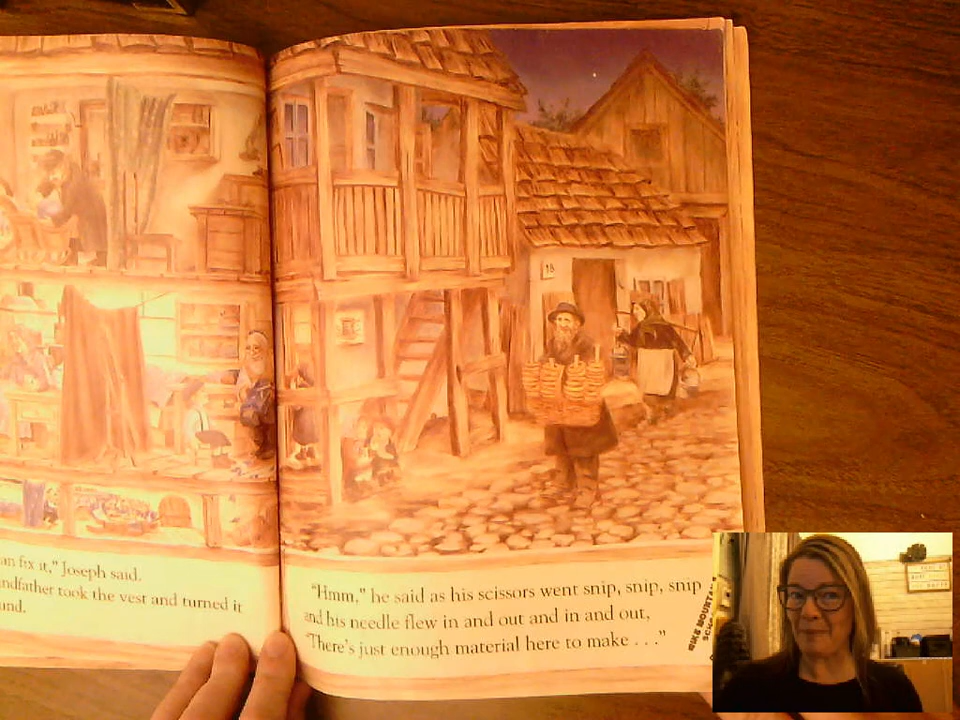 an fix it," Joseph said.
ndfather took the vest and turned it
und.
18
"Hmm," he said as his scissors went snip, snip, snip
and his needle flew in and out and in and out,
"There's just enough material here to make . . ."